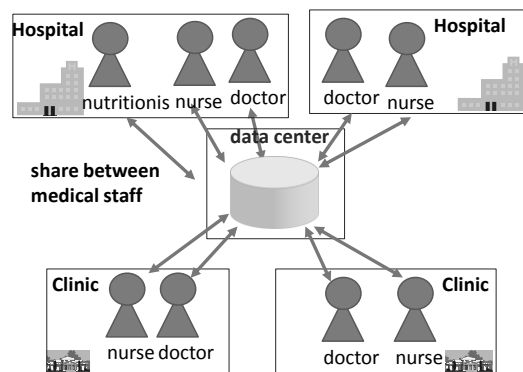 Hospital
Hospital
nutritionis nurse doctor
doctor nurse
data center
share between
medical staff
Clinic
Clinic
nurse doctor
doctor nurse